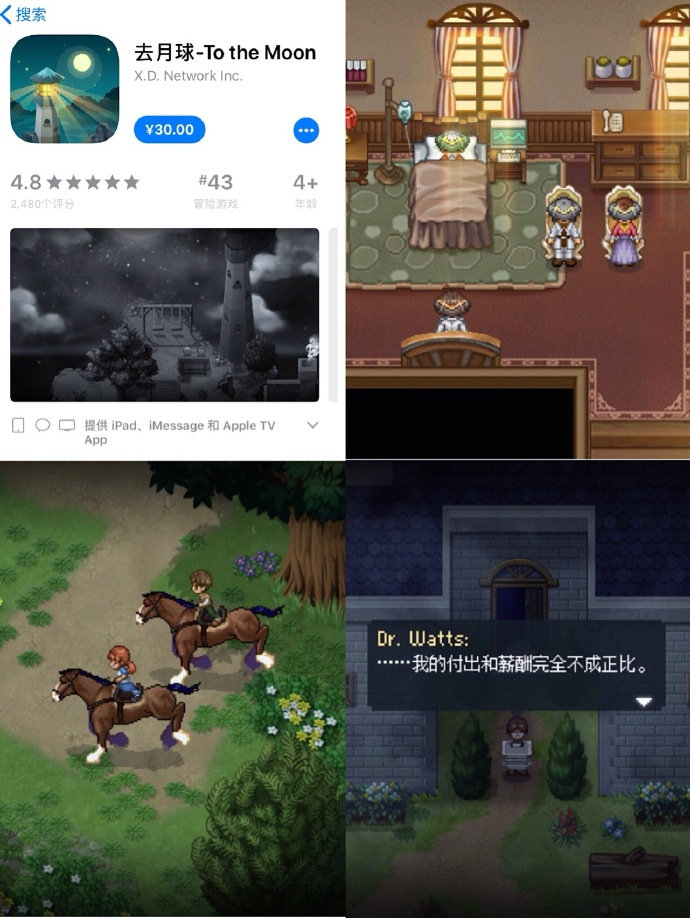 搜索
去月球-To the Moon
X.D. Network Inc.
¥30.00
4.8 ★★★★★
#43
4+
2,480个评分
冒险游戏
年龄
提供 iPad、iMessage 和 Apple TV
App
Dr. Watts:
……我的付出和薪酬完全不成正比。